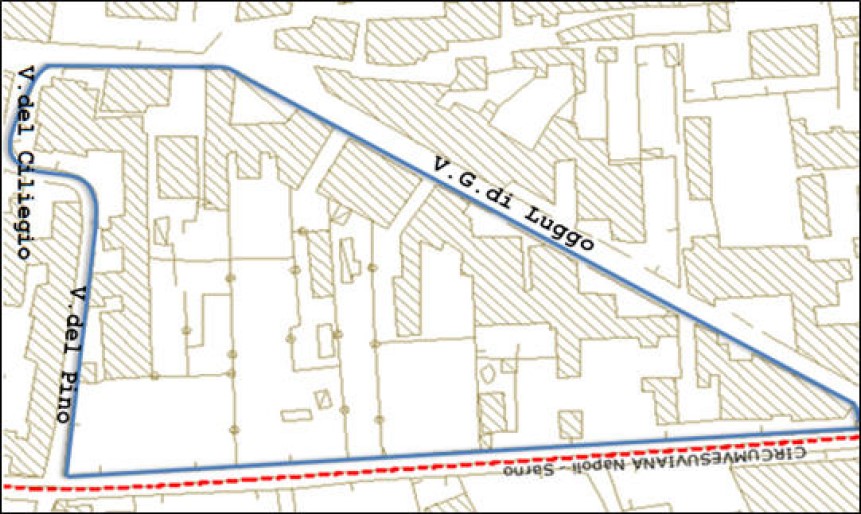 V.del Ciliegio
V.G.di Luggo
V.del Pino
CIRCUMVESUVIANA Napoli - Sarno